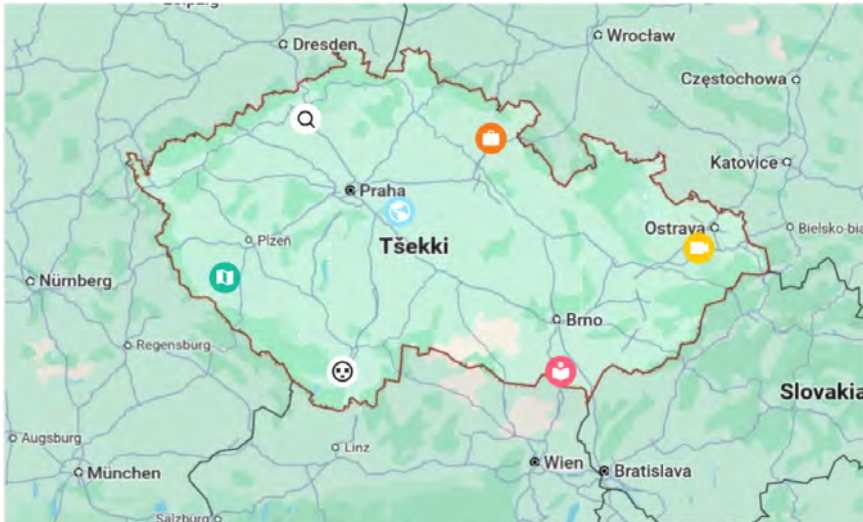 Dresden
Wrocław
Częstochowa
Katowice
Praha
Ostrava
Bielsko-bia
Plzeň
Tšekki
Nürnberg
Brno
Regensburg
Slovakia
Augsburg
Linz
Wien
Bratislava
München
Salzburg